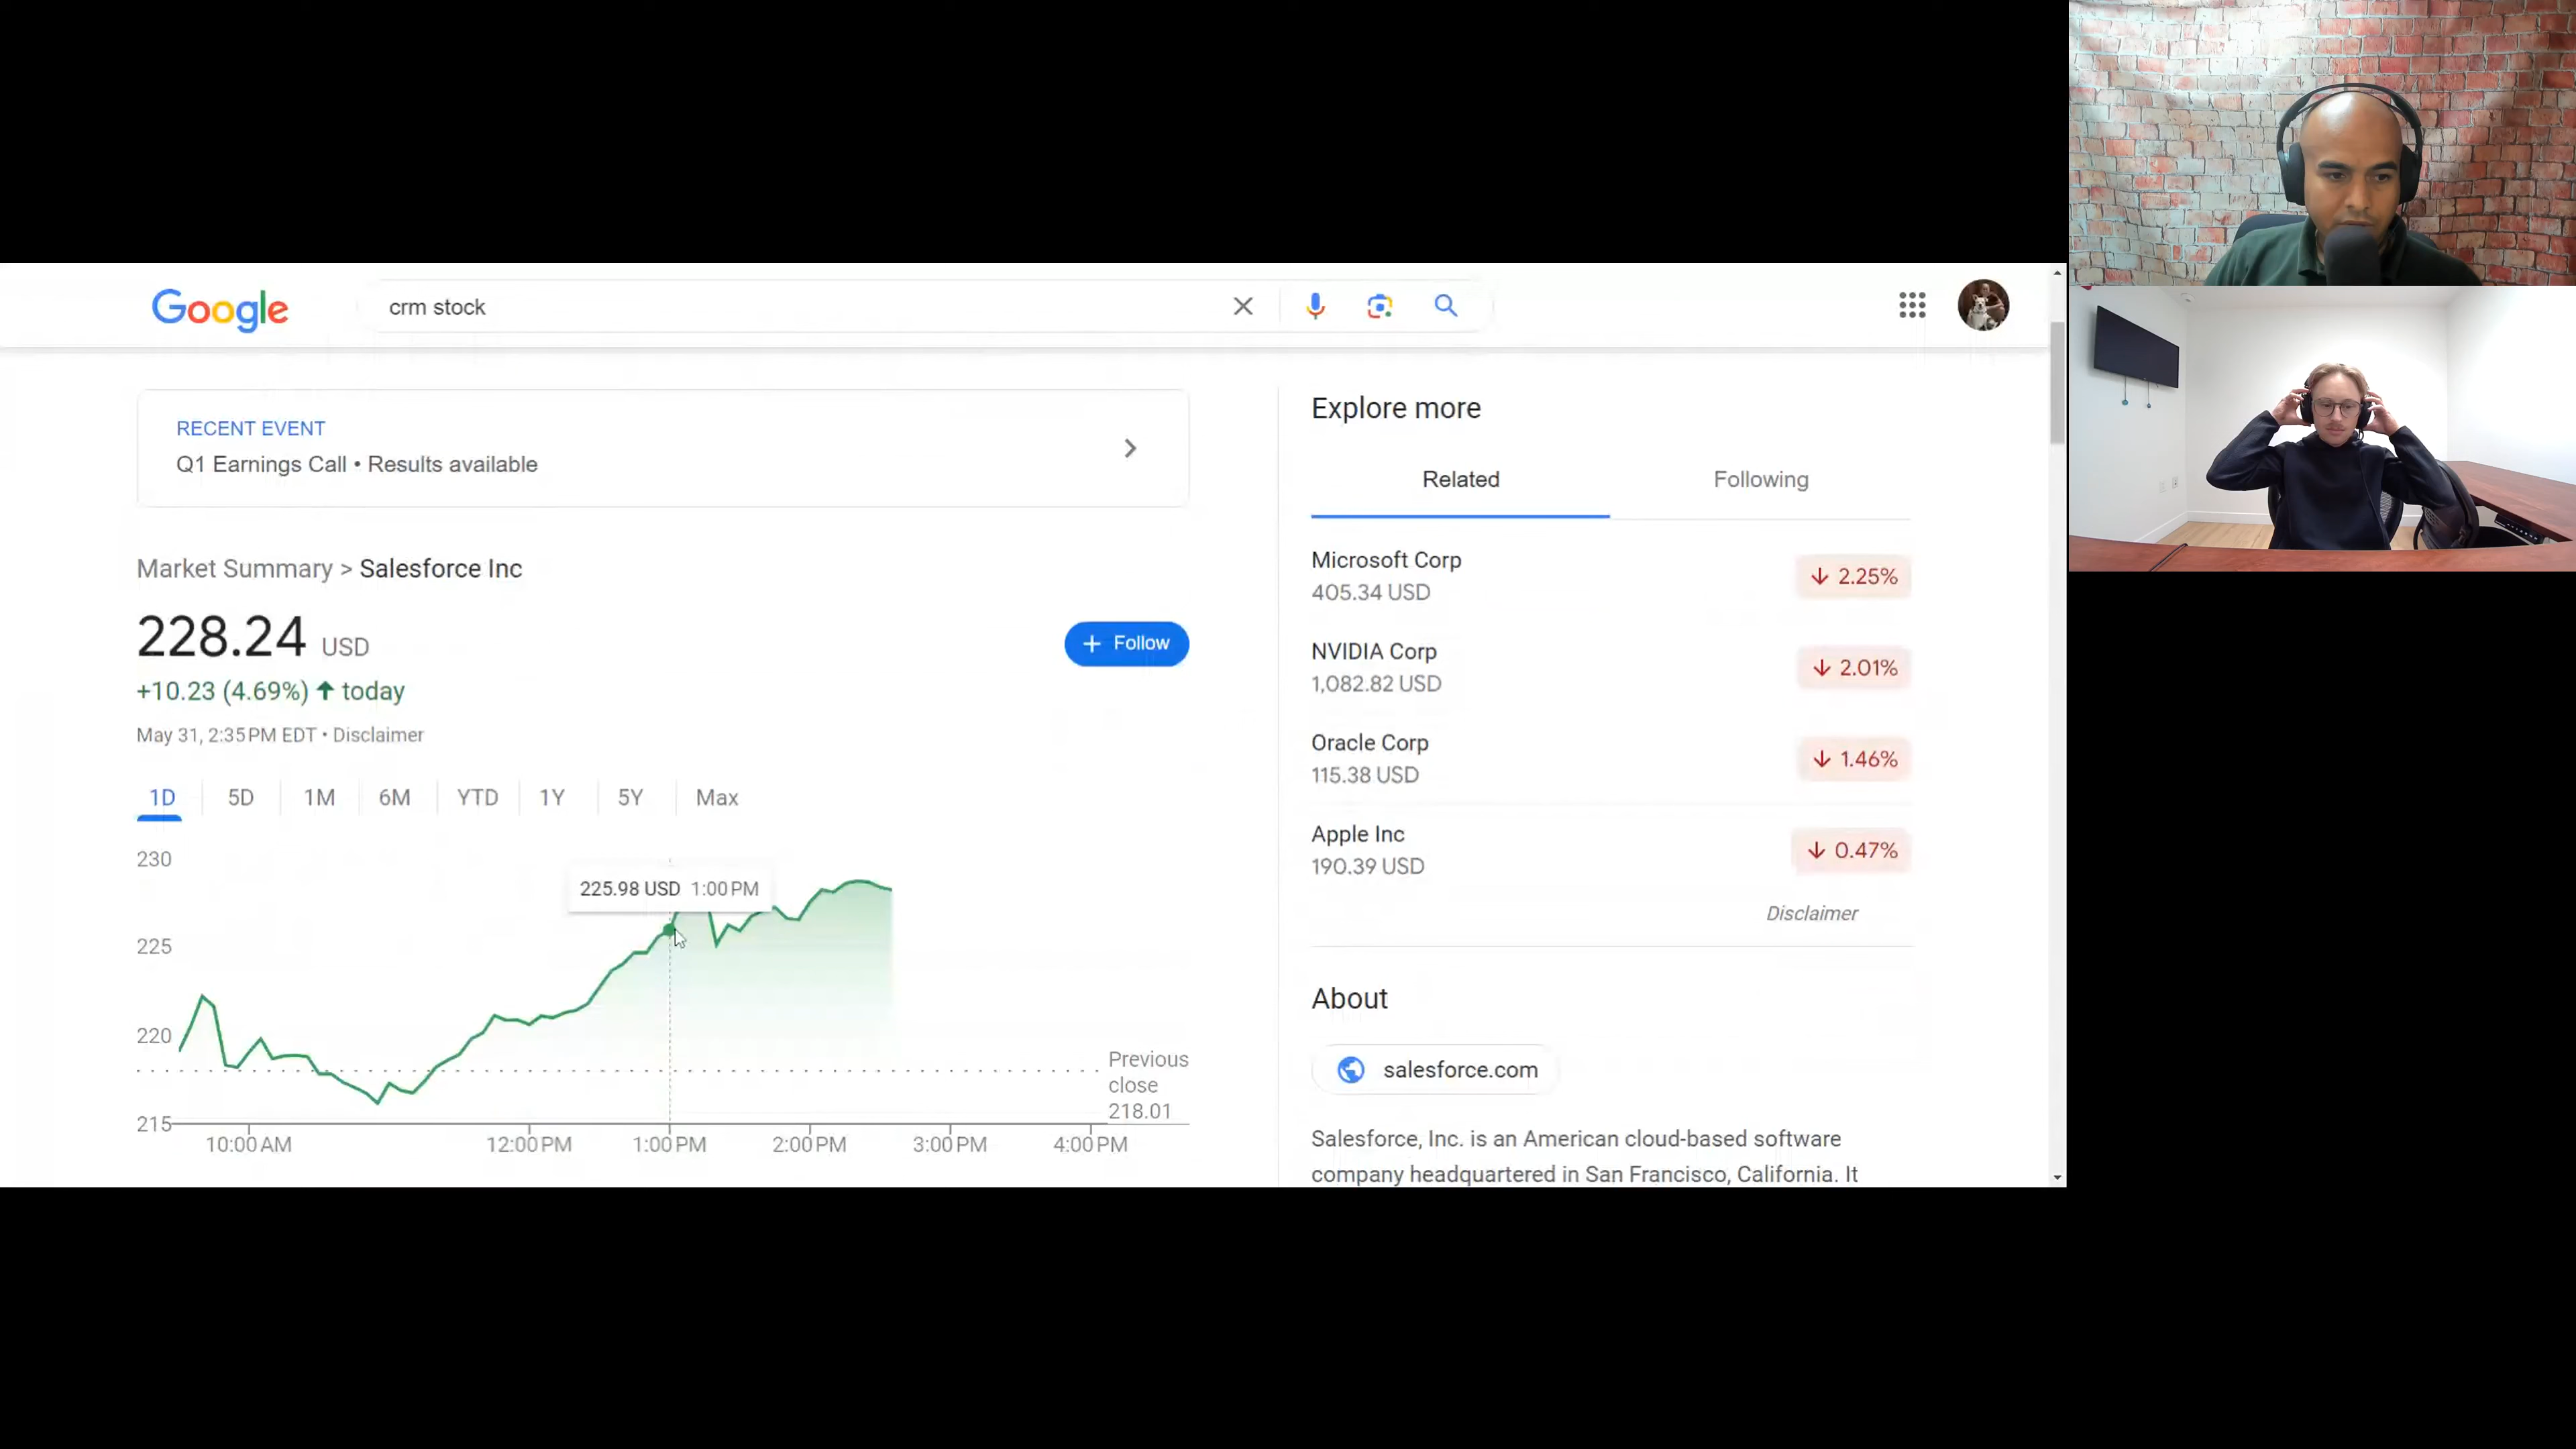 Google
crm stock
RECENT EVENT
Q1 Earnings Call • Results available
Market Summary > Salesforce Inc
228.24 USD
+ Follow
+10.23 (4.69%) ↑ today
May 31, 2:35 PM EDT • Disclaimer
1D 5D 1M 6M YTD 1Y 5Y Max
230
225.98 USD 1:00 PM
225
220
Previous
close
218.01
215
10:00 AM 12:00 PM 1:00 PM 2:00 PM 3:00 PM 4:00 PM
Explore more
Related Following
Microsoft Corp
405.34 USD
↓ 2.25%
NVIDIA Corp
1,082.82 USD
↓ 2.01%
Oracle Corp
115.38 USD
↓ 1.46%
Apple Inc
190.39 USD
↓ 0.47%
Disclaimer
About
salesforce.com
Salesforce, Inc. is an American cloud-based software
company headquartered in San Francisco, California. It